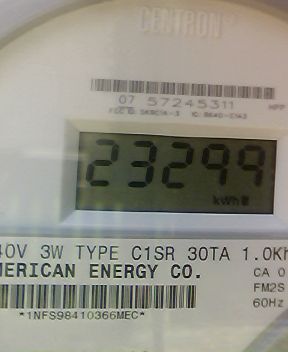 CENTRON®
07 57245311
23299
kWh
40V 3W TYPE C1SR 30TA 1.0Kh
MERICAN ENERGY CO.
CA 0
FM2S
60Hz
*1NFS98410366MEC*